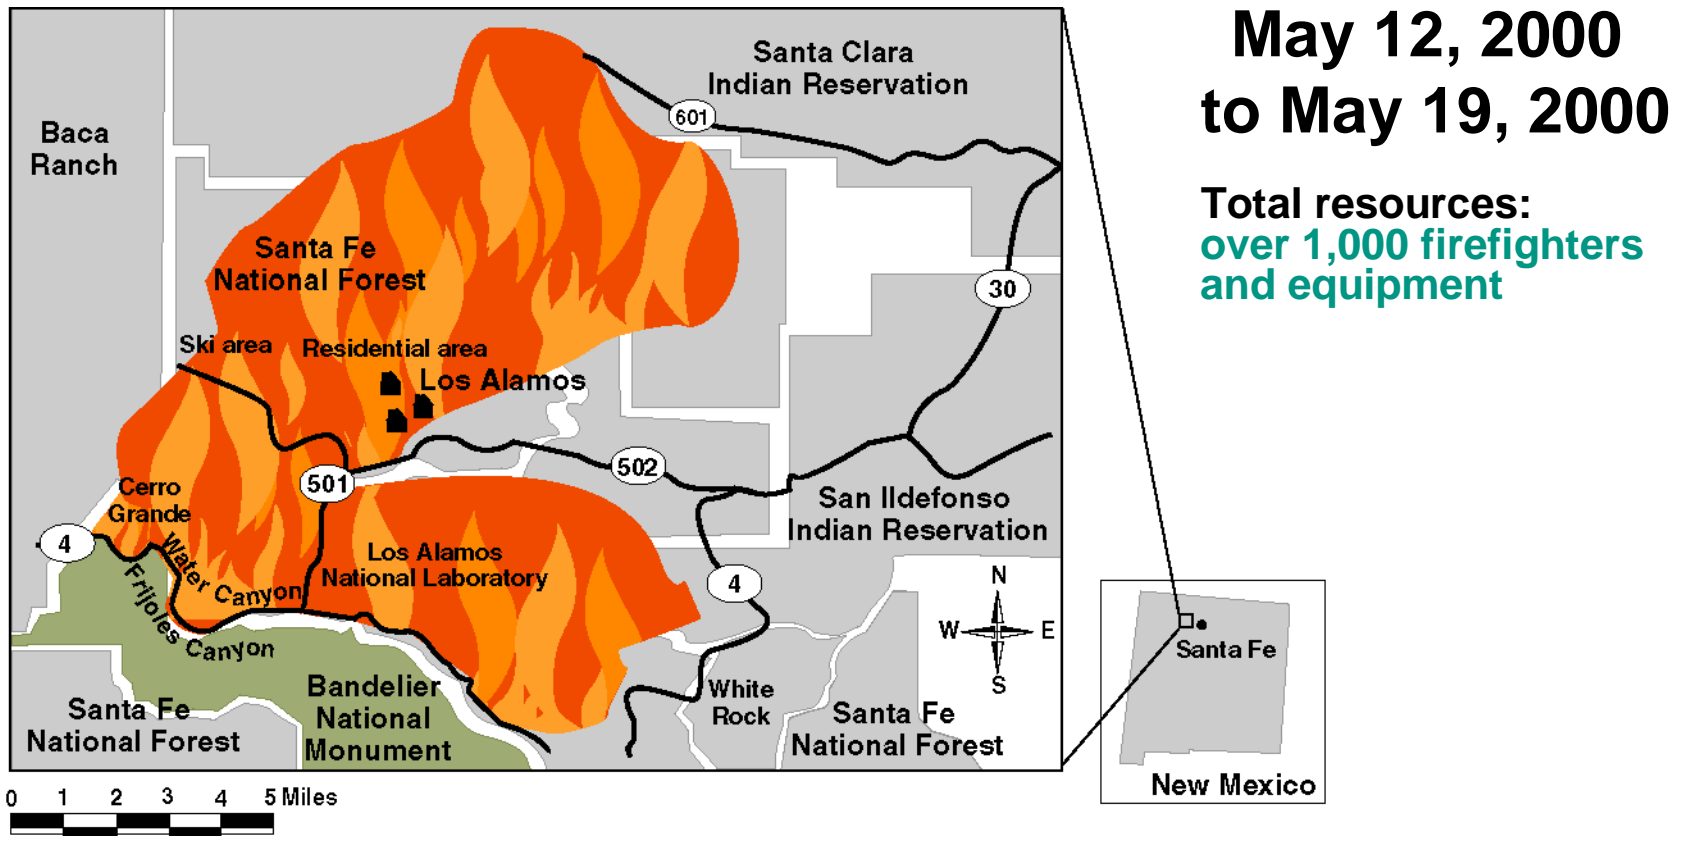 May 12, 2000
to May 19, 2000
Total resources:
over 1,000 firefighters
and equipment
Santa Clara
Indian Reservation
601
Baca
Ranch
Santa Fe
National Forest
30
Ski area
Residential area
Los Alamos
502
501
Cerro
Grande
San Ildefonso
Indian Reservation
4
Water Canyon
Los Alamos
National Laboratory
4
Frijoles Canyon
N
W
E
S
Santa Fe
Bandelier
National
Monument
White
Rock
Santa Fe
National Forest
Santa Fe
National Forest
New Mexico
0 1 2 3 4 5 Miles